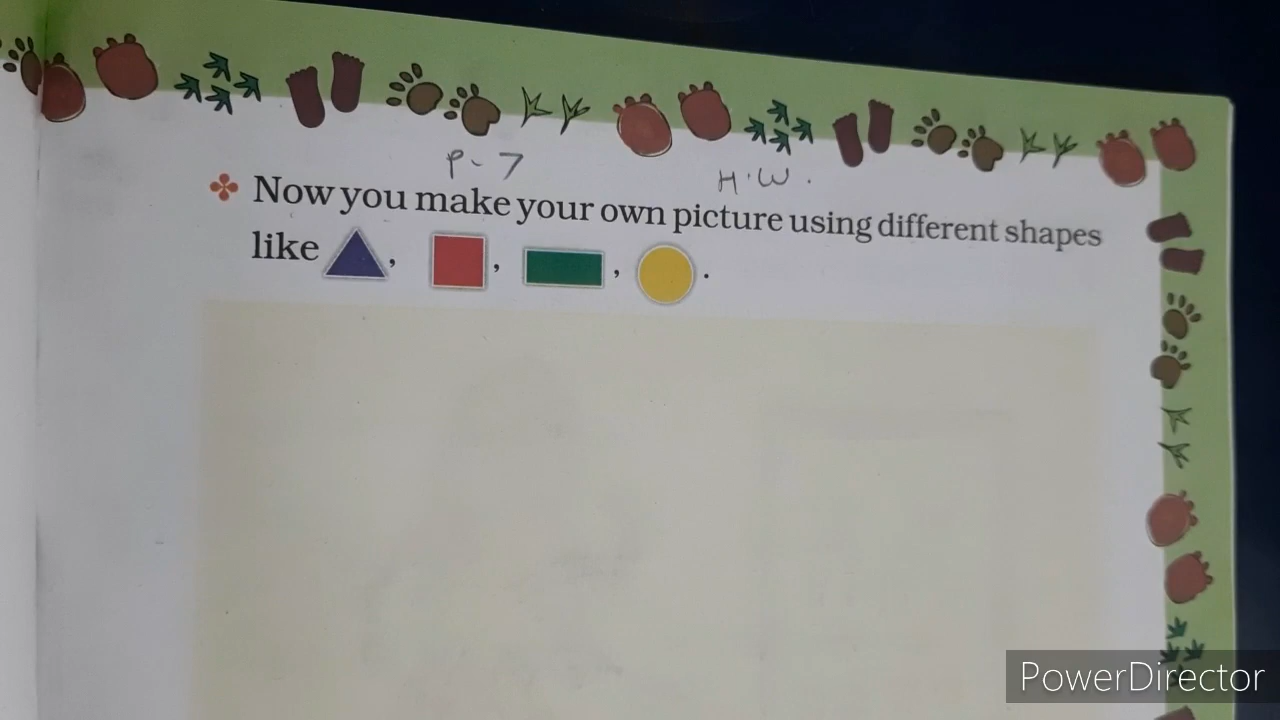 P-7
H.W.
Now you make your own picture using different shapes
like , , , .
PowerDirector